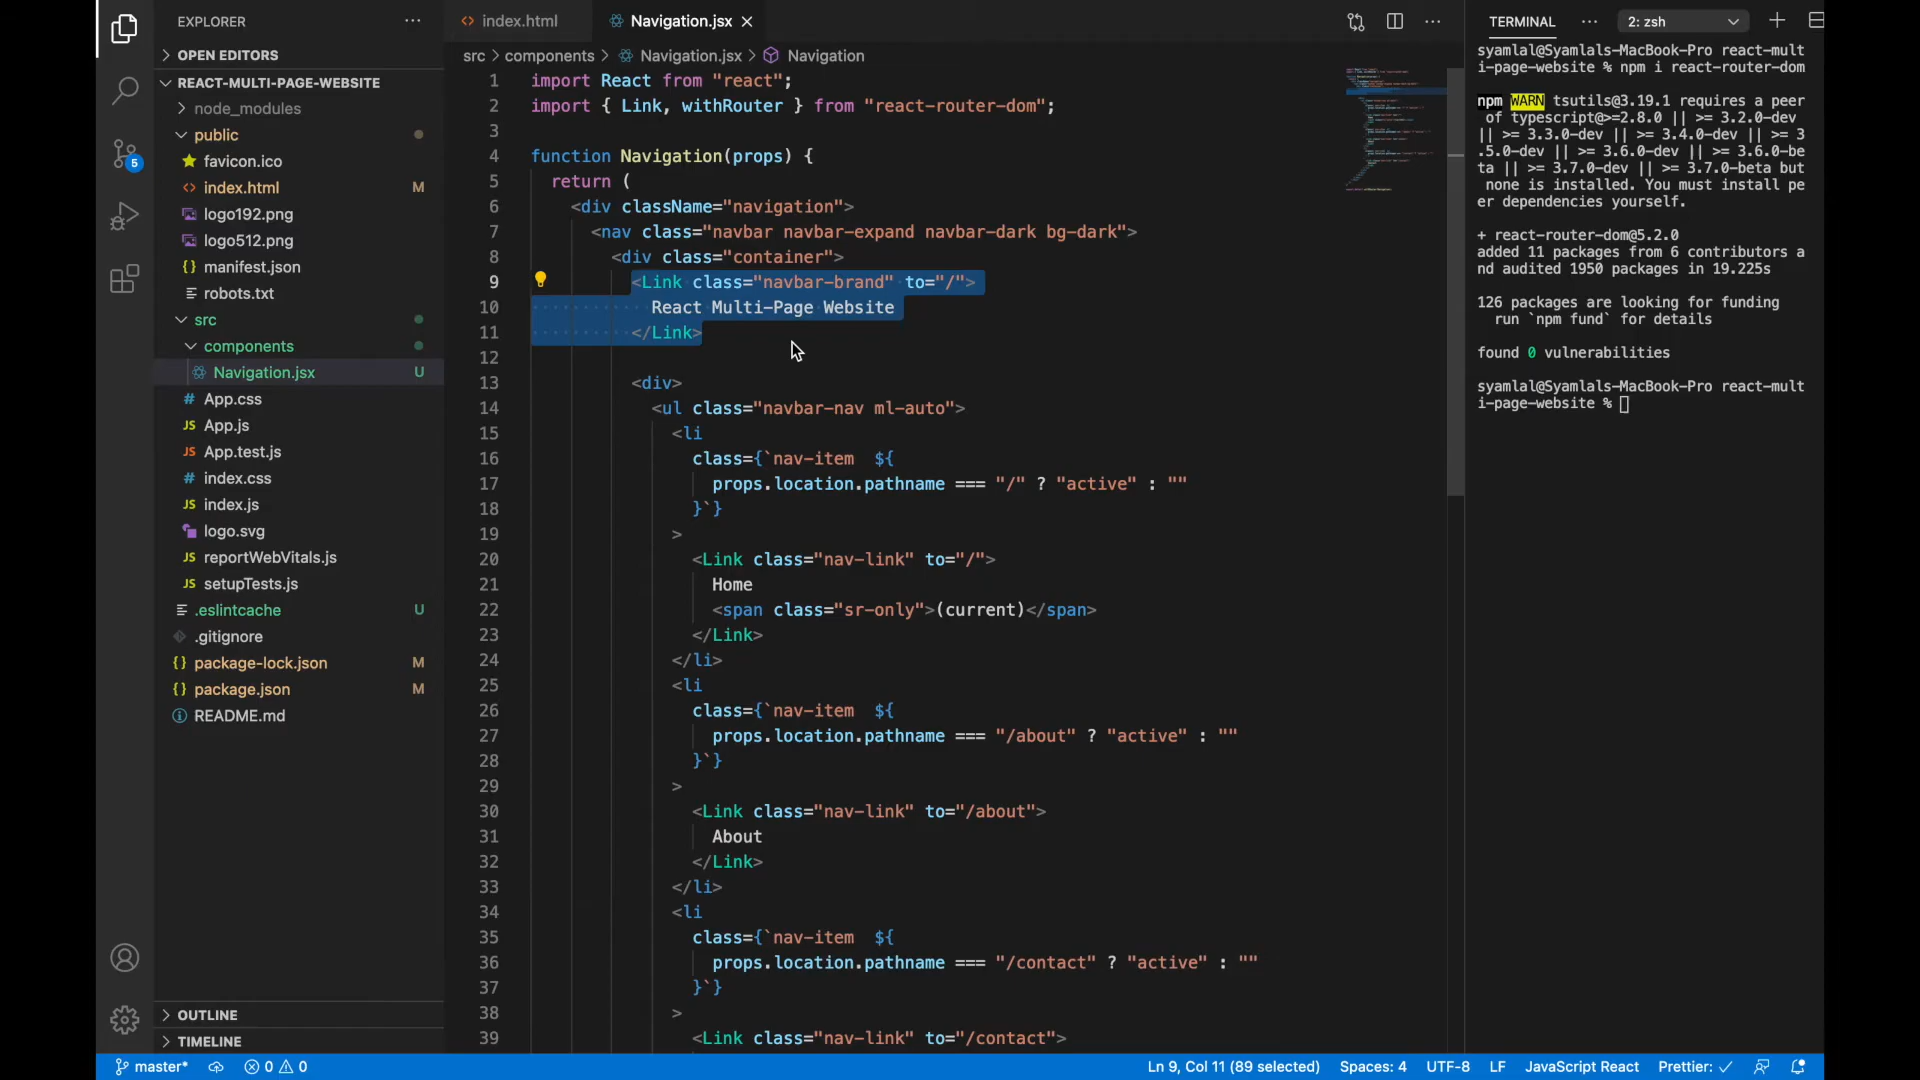 EXPLORER
OPEN EDITORS
REACT-MULTI-PAGE-WEBSITE
node_modules
public
favicon.ico
index.html M
logo192.png
logo512.png
manifest.json
robots.txt
src
components
Navigation.jsx U
App.css
App.js
App.test.js
index.css
index.js
logo.svg
reportWebVitals.js
setupTests.js
.eslintcache U
.gitignore
package-lock.json M
package.json M
README.md
OUTLINE
TIMELINE
5
index.html
Navigation.jsx
src > components > Navigation.jsx > Navigation
1 import React from "react";
2 import { Link, withRouter } from "react-router-dom";
3
4 function Navigation(props) {
5 return (
6 <div className="navigation">
7 <nav class="navbar navbar-expand navbar-dark bg-dark">
8 <div class="container">
9 <Link class="navbar-brand" to="/">
10 React Multi-Page Website
11 </Link>
12
13 <div>
14 <ul class="navbar-nav ml-auto">
15 <li
16 class={`nav-item  ${
17 props.location.pathname === "/" ? "active" : ""
18 }`}
19 >
20 <Link class="nav-link" to="/">
21 Home
22 <span class="sr-only">(current)</span>
23 </Link>
24 </li>
25 <li
26 class={`nav-item  ${
27 props.location.pathname === "/about" ? "active" : ""
28 }`}
29 >
30 <Link class="nav-link" to="/about">
31 About
32 </Link>
33 </li>
34 <li
35 class={`nav-item  ${
36 props.location.pathname === "/contact" ? "active" : ""
37 }`}
38 >
39 <Link class="nav-link" to="/contact">
TERMINAL
2: zsh
syamlal@Syamlals-MacBook-Pro react-mult
i-page-website % npm i react-router-dom
npm WARN tsutils@3.19.1 requires a peer
of typescript@>=2.8.0 || >= 3.2.0-dev
|| >= 3.3.0-dev || >= 3.4.0-dev || >= 3
.5.0-dev || >= 3.6.0-dev || >= 3.6.0-be
ta || >= 3.7.0-dev || >= 3.7.0-beta but
none is installed. You must install pe
er dependencies yourself.
+ react-router-dom@5.2.0
added 11 packages from 6 contributors a
nd audited 1950 packages in 19.225s
126 packages are looking for funding
run `npm fund` for details
found 0 vulnerabilities
syamlal@Syamlals-MacBook-Pro react-mult
i-page-website %
master* 0 0 Ln 9, Col 11 (89 selected) Spaces: 4 UTF-8 LF JavaScript React Prettier: ✓